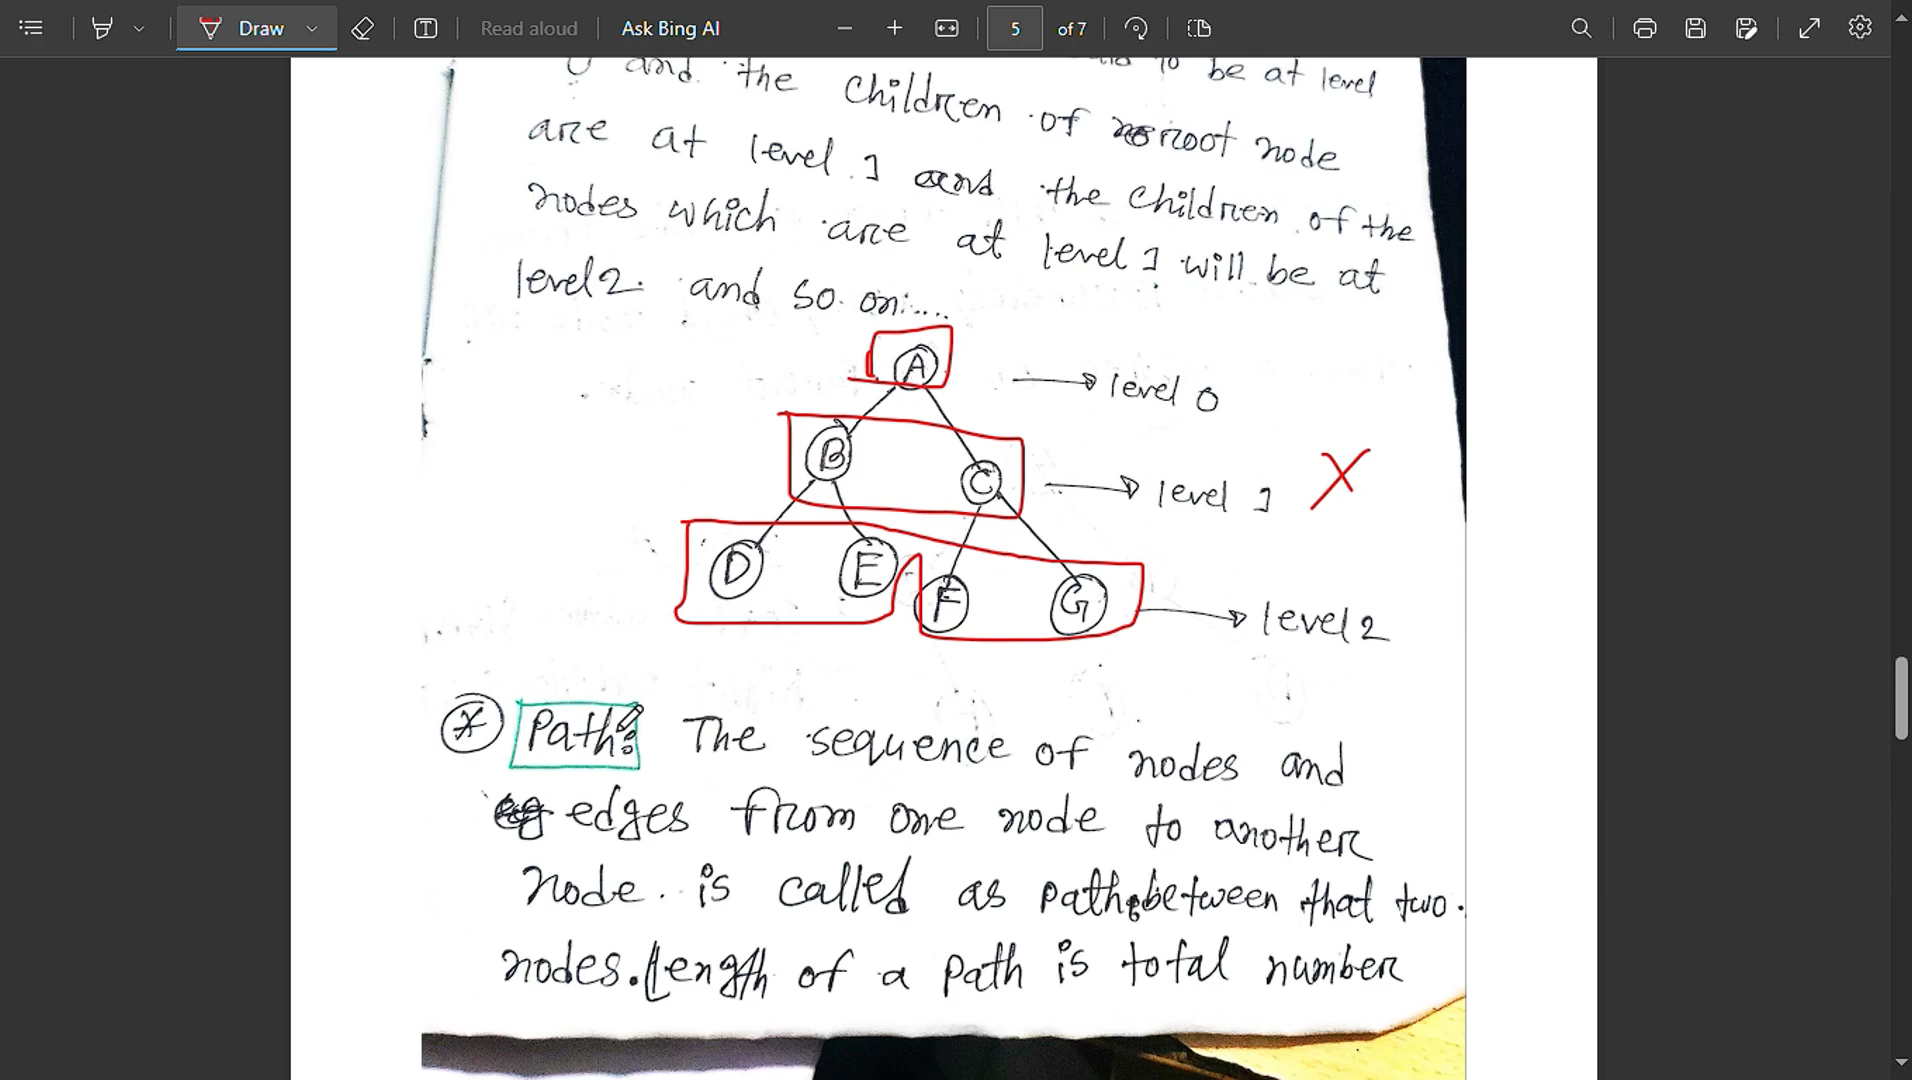 Draw
Read aloud
Ask Bing AI
5
of 7
and the children of root node
be at level
are at level 1 and the children of the
nodes which are at level 1 will be at
level 2. and so on....
A
level 0
B
C
level 1
X
D
E
F
G
level 2
Path: The sequence of nodes and
edges from one node to another
node. is called as path between that two.
nodes. Length of a path is total number